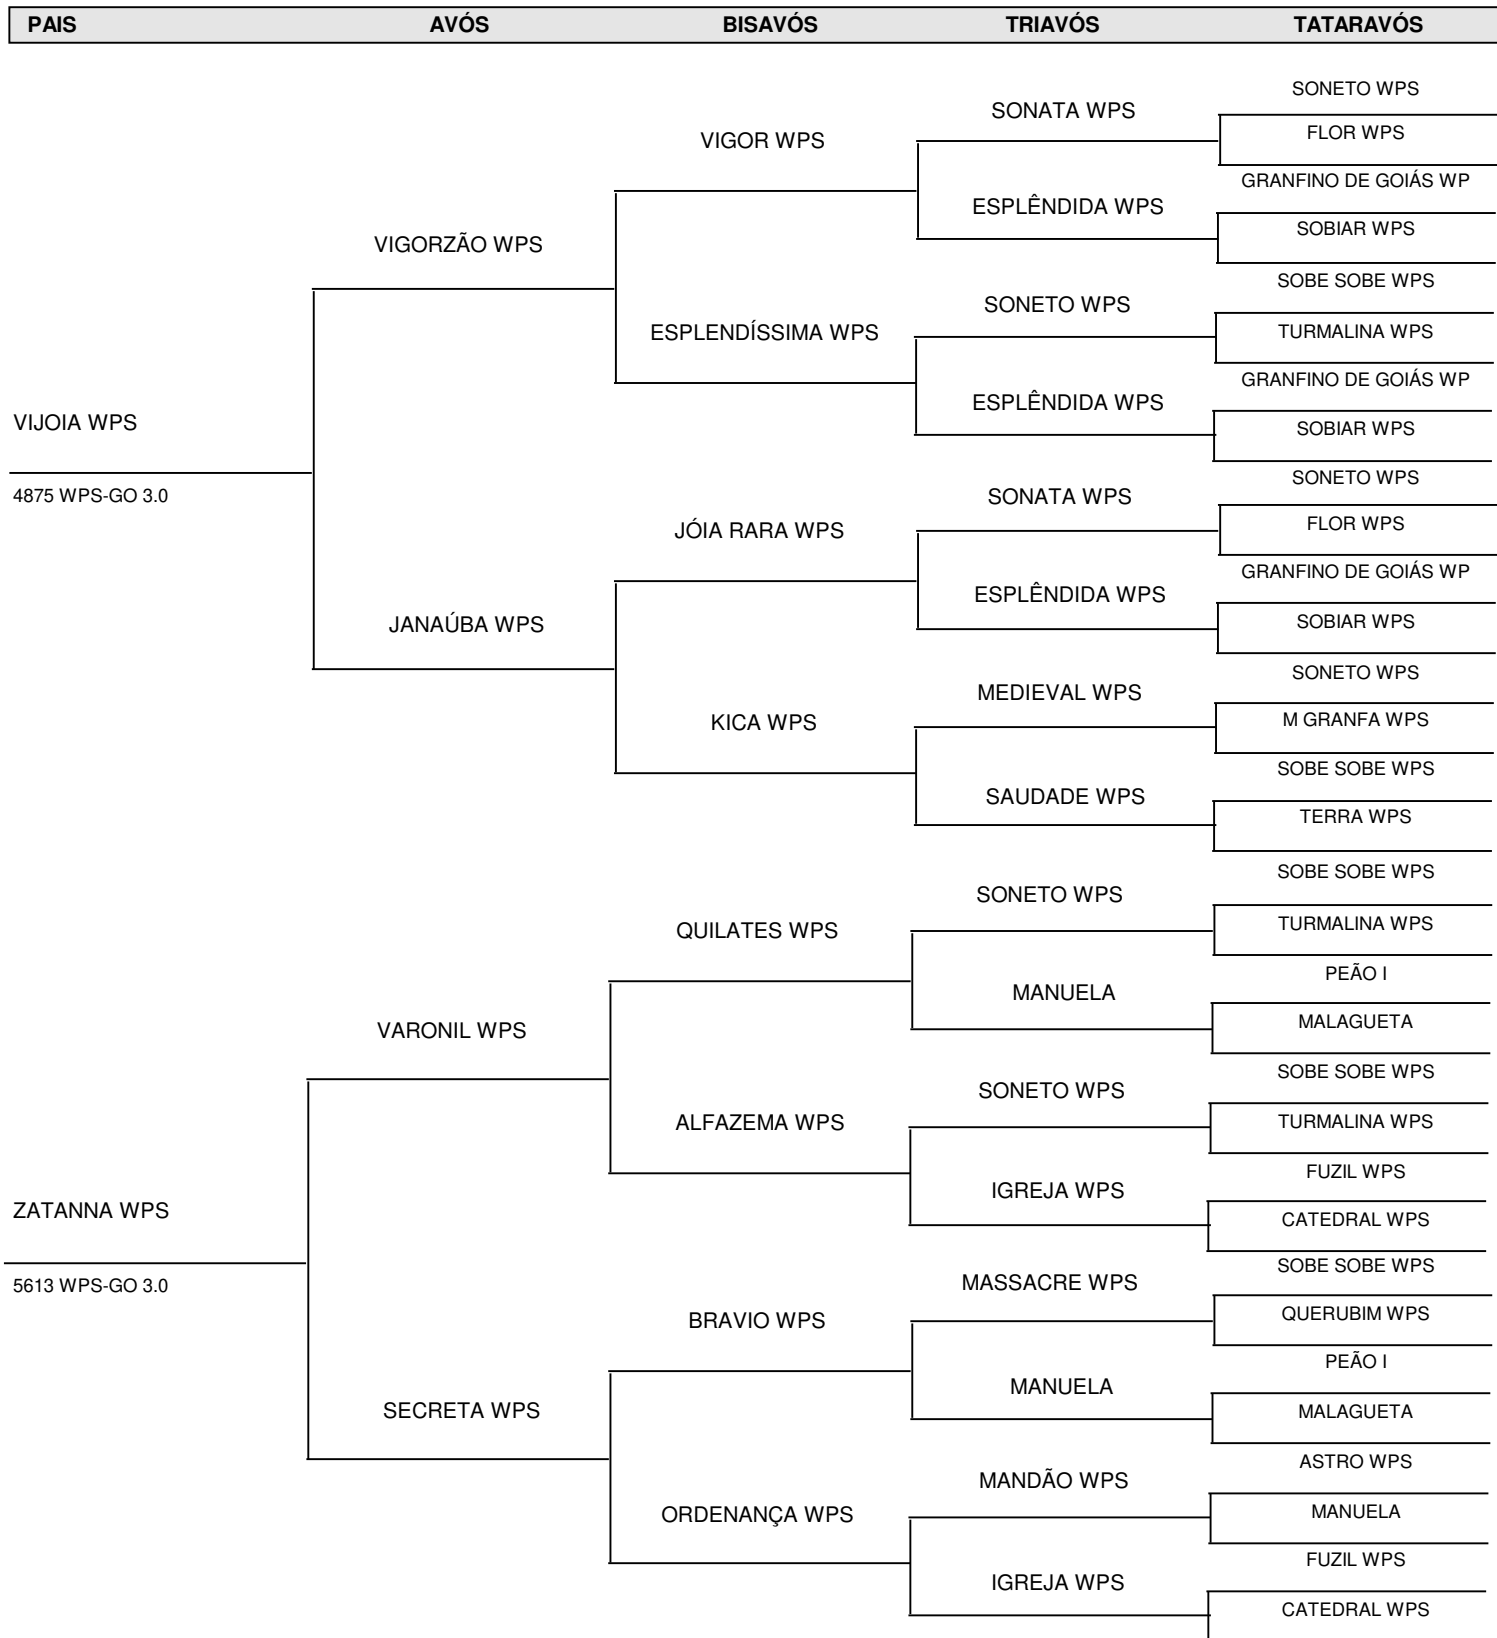 PAIS AVÓS BISAVÓS TRIAVÓS TATARAVÓS
SONETO WPS
SONATA WPS
FLOR WPS
VIGOR WPS
GRANFINO DE GOIÁS WP
ESPLÊNDIDA WPS
SOBIAR WPS
VIGORZÃO WPS
SOBE SOBE WPS
SONETO WPS
TURMALINA WPS
ESPLENDÍSSIMA WPS
GRANFINO DE GOIÁS WP
ESPLÊNDIDA WPS
SOBIAR WPS
VIJOIA WPS
4875 WPS-GO 3.0
SONETO WPS
SONATA WPS
FLOR WPS
JÓIA RARA WPS
GRANFINO DE GOIÁS WP
ESPLÊNDIDA WPS
SOBIAR WPS
JANAÚBA WPS
SONETO WPS
MEDIEVAL WPS
M GRANFA WPS
KICA WPS
SOBE SOBE WPS
SAUDADE WPS
TERRA WPS
SOBE SOBE WPS
SONETO WPS
TURMALINA WPS
QUILATES WPS
PEÃO I
MANUELA
MALAGUETA
VARONIL WPS
SOBE SOBE WPS
SONETO WPS
TURMALINA WPS
ALFAZEMA WPS
FUZIL WPS
IGREJA WPS
CATEDRAL WPS
ZATANNA WPS
5613 WPS-GO 3.0
SOBE SOBE WPS
MASSACRE WPS
QUERUBIM WPS
BRAVIO WPS
PEÃO I
MANUELA
MALAGUETA
SECRETA WPS
ASTRO WPS
MANDÃO WPS
MANUELA
ORDENANÇA WPS
FUZIL WPS
IGREJA WPS
CATEDRAL WPS